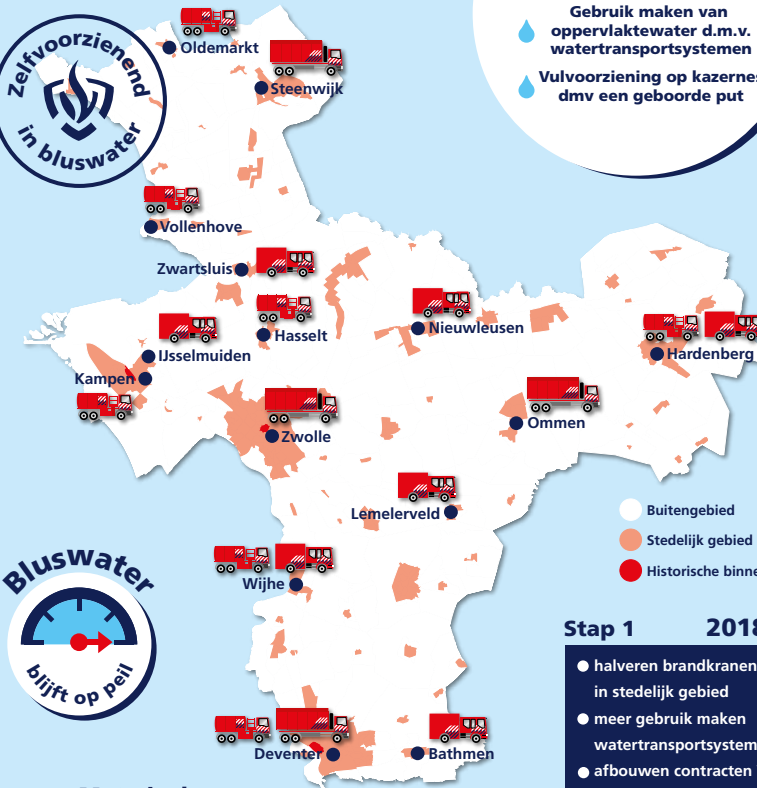 Zelfvoorzienend
in bluswater
Gebruik maken van
oppervlaktewater d.m.v.
watertransportsystemen
Vulvoorziening op kazernes
dmv een geboorde put
Oldemarkt
Steenwijk
Vollenhove
Zwartsluis
Hasselt
Nieuwleusen
IJsselmuiden
Hardenberg
Kampen
Ommen
Zwolle
Lemelerveld
Buitengebied
Stedelijk gebied
Historische binne
Wijhe
Bluswater
blijft op peil
Stap 1 2018
halveren brandkranen
in stedelijk gebied
meer gebruik maken
watertransportsystem
afbouwen contracten
Deventer
Bathmen